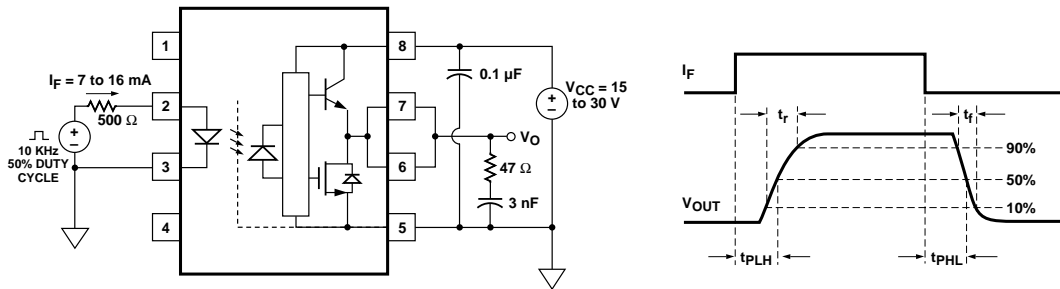 1
I_F = 7 to 16 mA
2
500 Ω
+
–
10 KHz
50% DUTY
CYCLE
3
4
8
0.1 µF
V_CC = 15
to 30 V
+
–
7
V_O
6
47 Ω
3 nF
5
I_F
t_r
t_f
90%
50%
10%
V_OUT
t_PLH
t_PHL